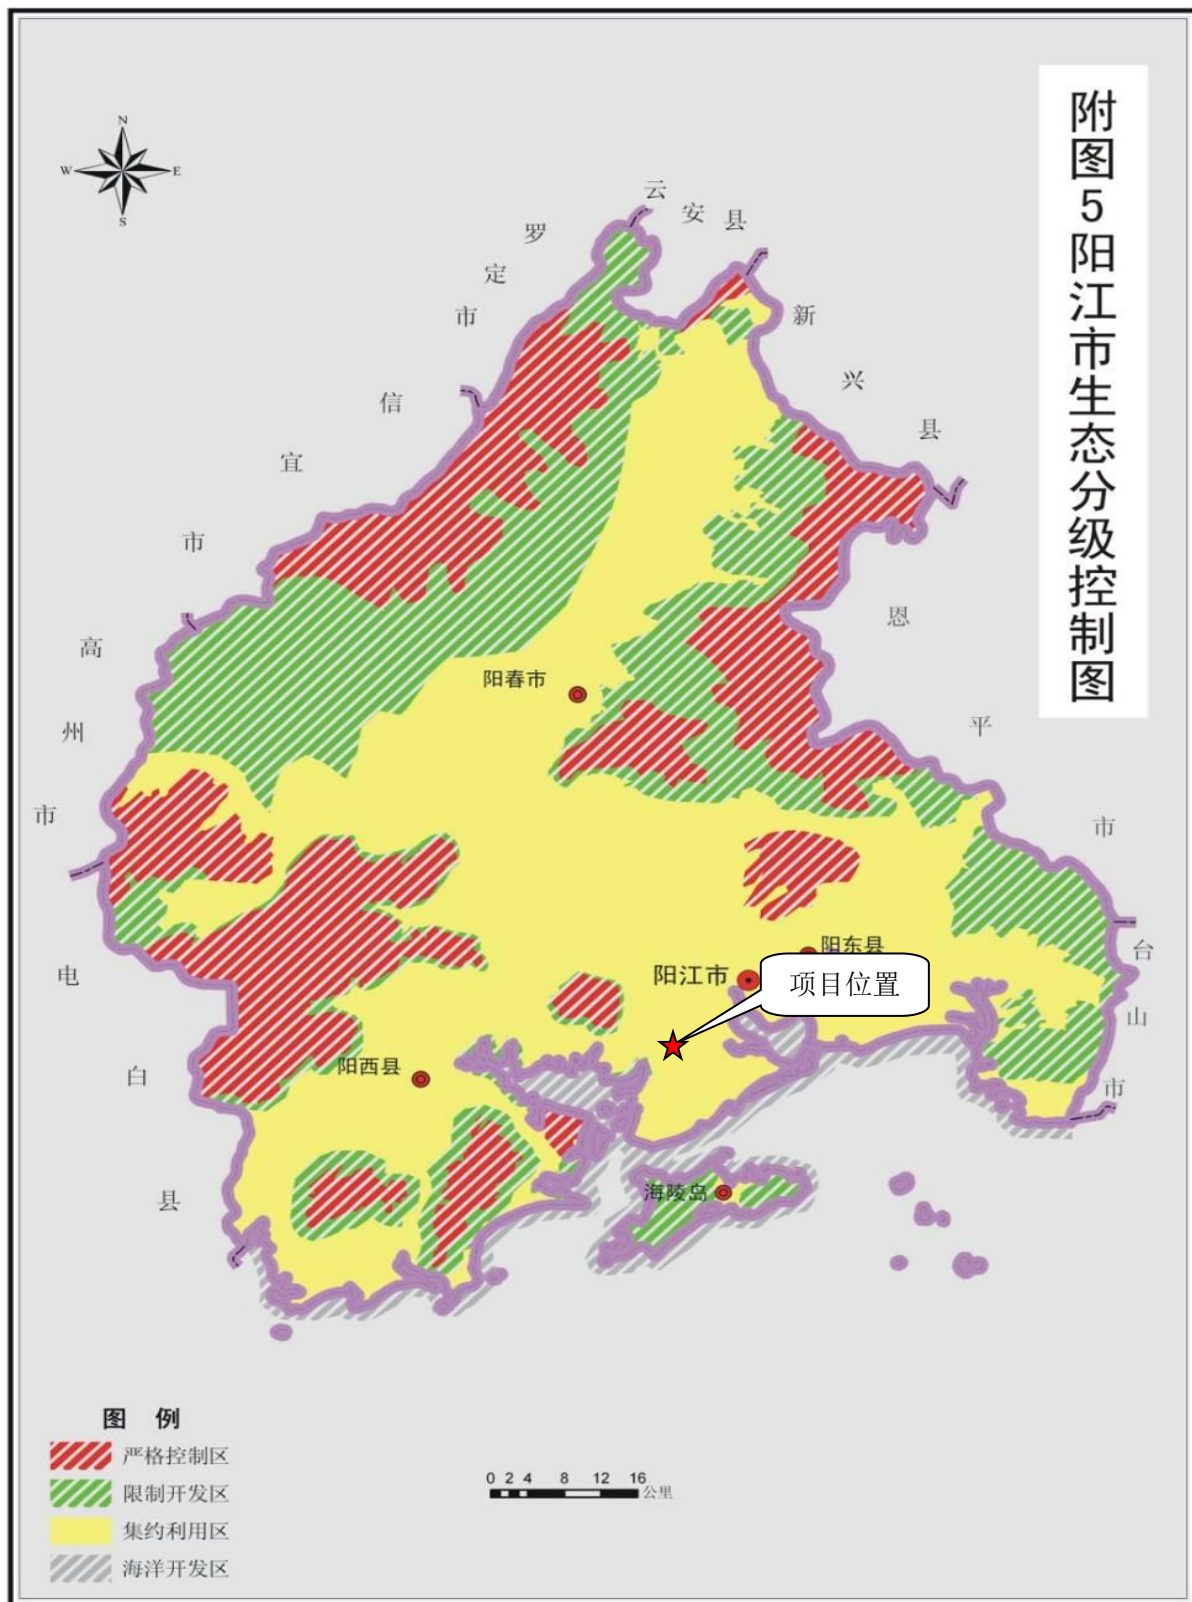 附图5阳江市生态分级控制图
N
W
E
S
云安县
罗定市
新兴县
信宜市
恩平市
高州市
台山市
电白县
阳春市
阳东县
阳江市
项目位置
阳西县
海陵岛
图 例
严格控制区
限制开发区
集约利用区
海洋开发区
0 2 4 8 12 16
公里